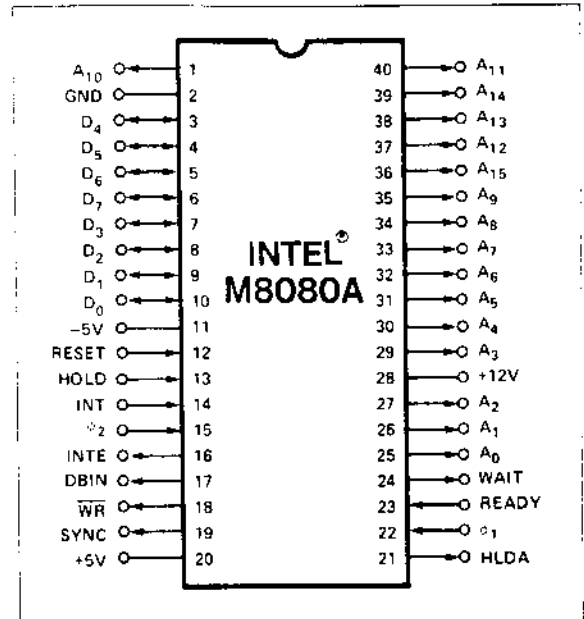 A10 1 40 A11
GND 2 39 A14
D4 3 38 A13
D5 4 37 A12
D6 5 36 A15
D7 6 35 A9
D3 7 34 A8
D2 8 33 A7
INTEL®
M8080A
D1 9 32 A6
D0 10 31 A5
-5V 11 30 A4
RESET 12 29 A3
HOLD 13 28 +12V
INT 14 27 A2
φ2 15 26 A1
INTE 16 25 A0
DBIN 17 24 WAIT
W̅R̅ 18 23 READY
SYNC 19 22 φ1
+5V 20 21 HLDA